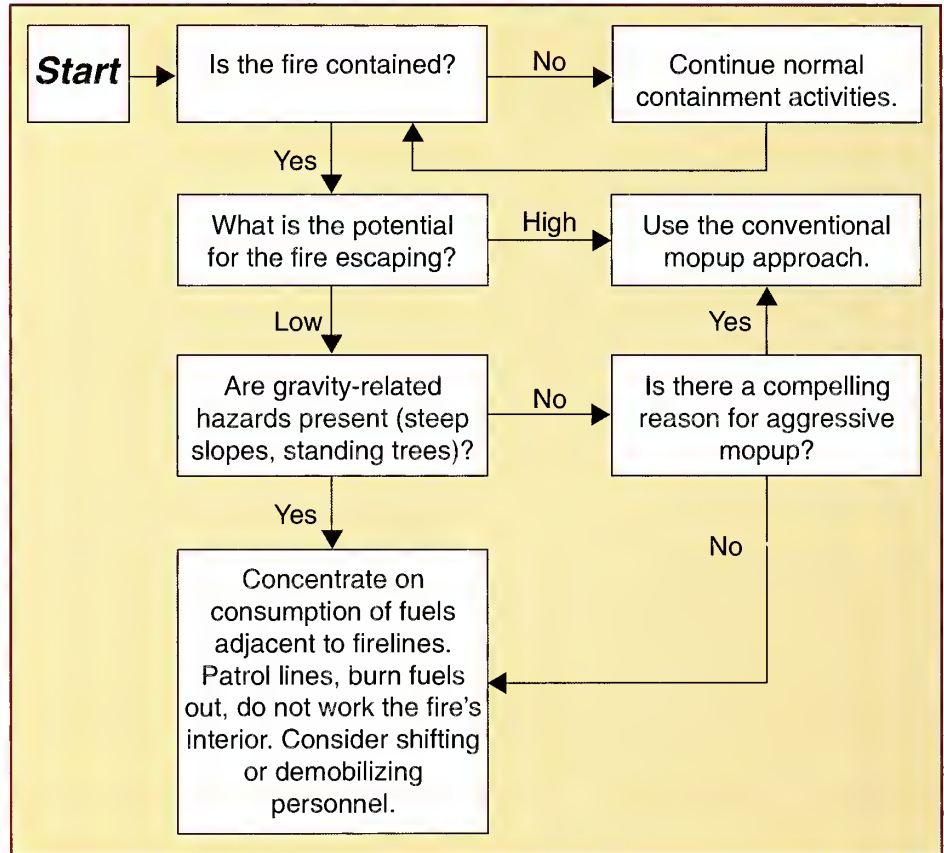 Start
Is the fire contained?
No
Continue normal
containment activities.
Yes
What is the potential
for the fire escaping?
High
Use the conventional
mopup approach.
Low
Yes
Are gravity-related
hazards present (steep
slopes, standing trees)?
No
Is there a compelling
reason for aggressive
mopup?
Yes
No
Concentrate on
consumption of fuels
adjacent to firelines.
Patrol lines, burn fuels
out, do not work the fire's
interior. Consider shifting
or demobilizing
personnel.